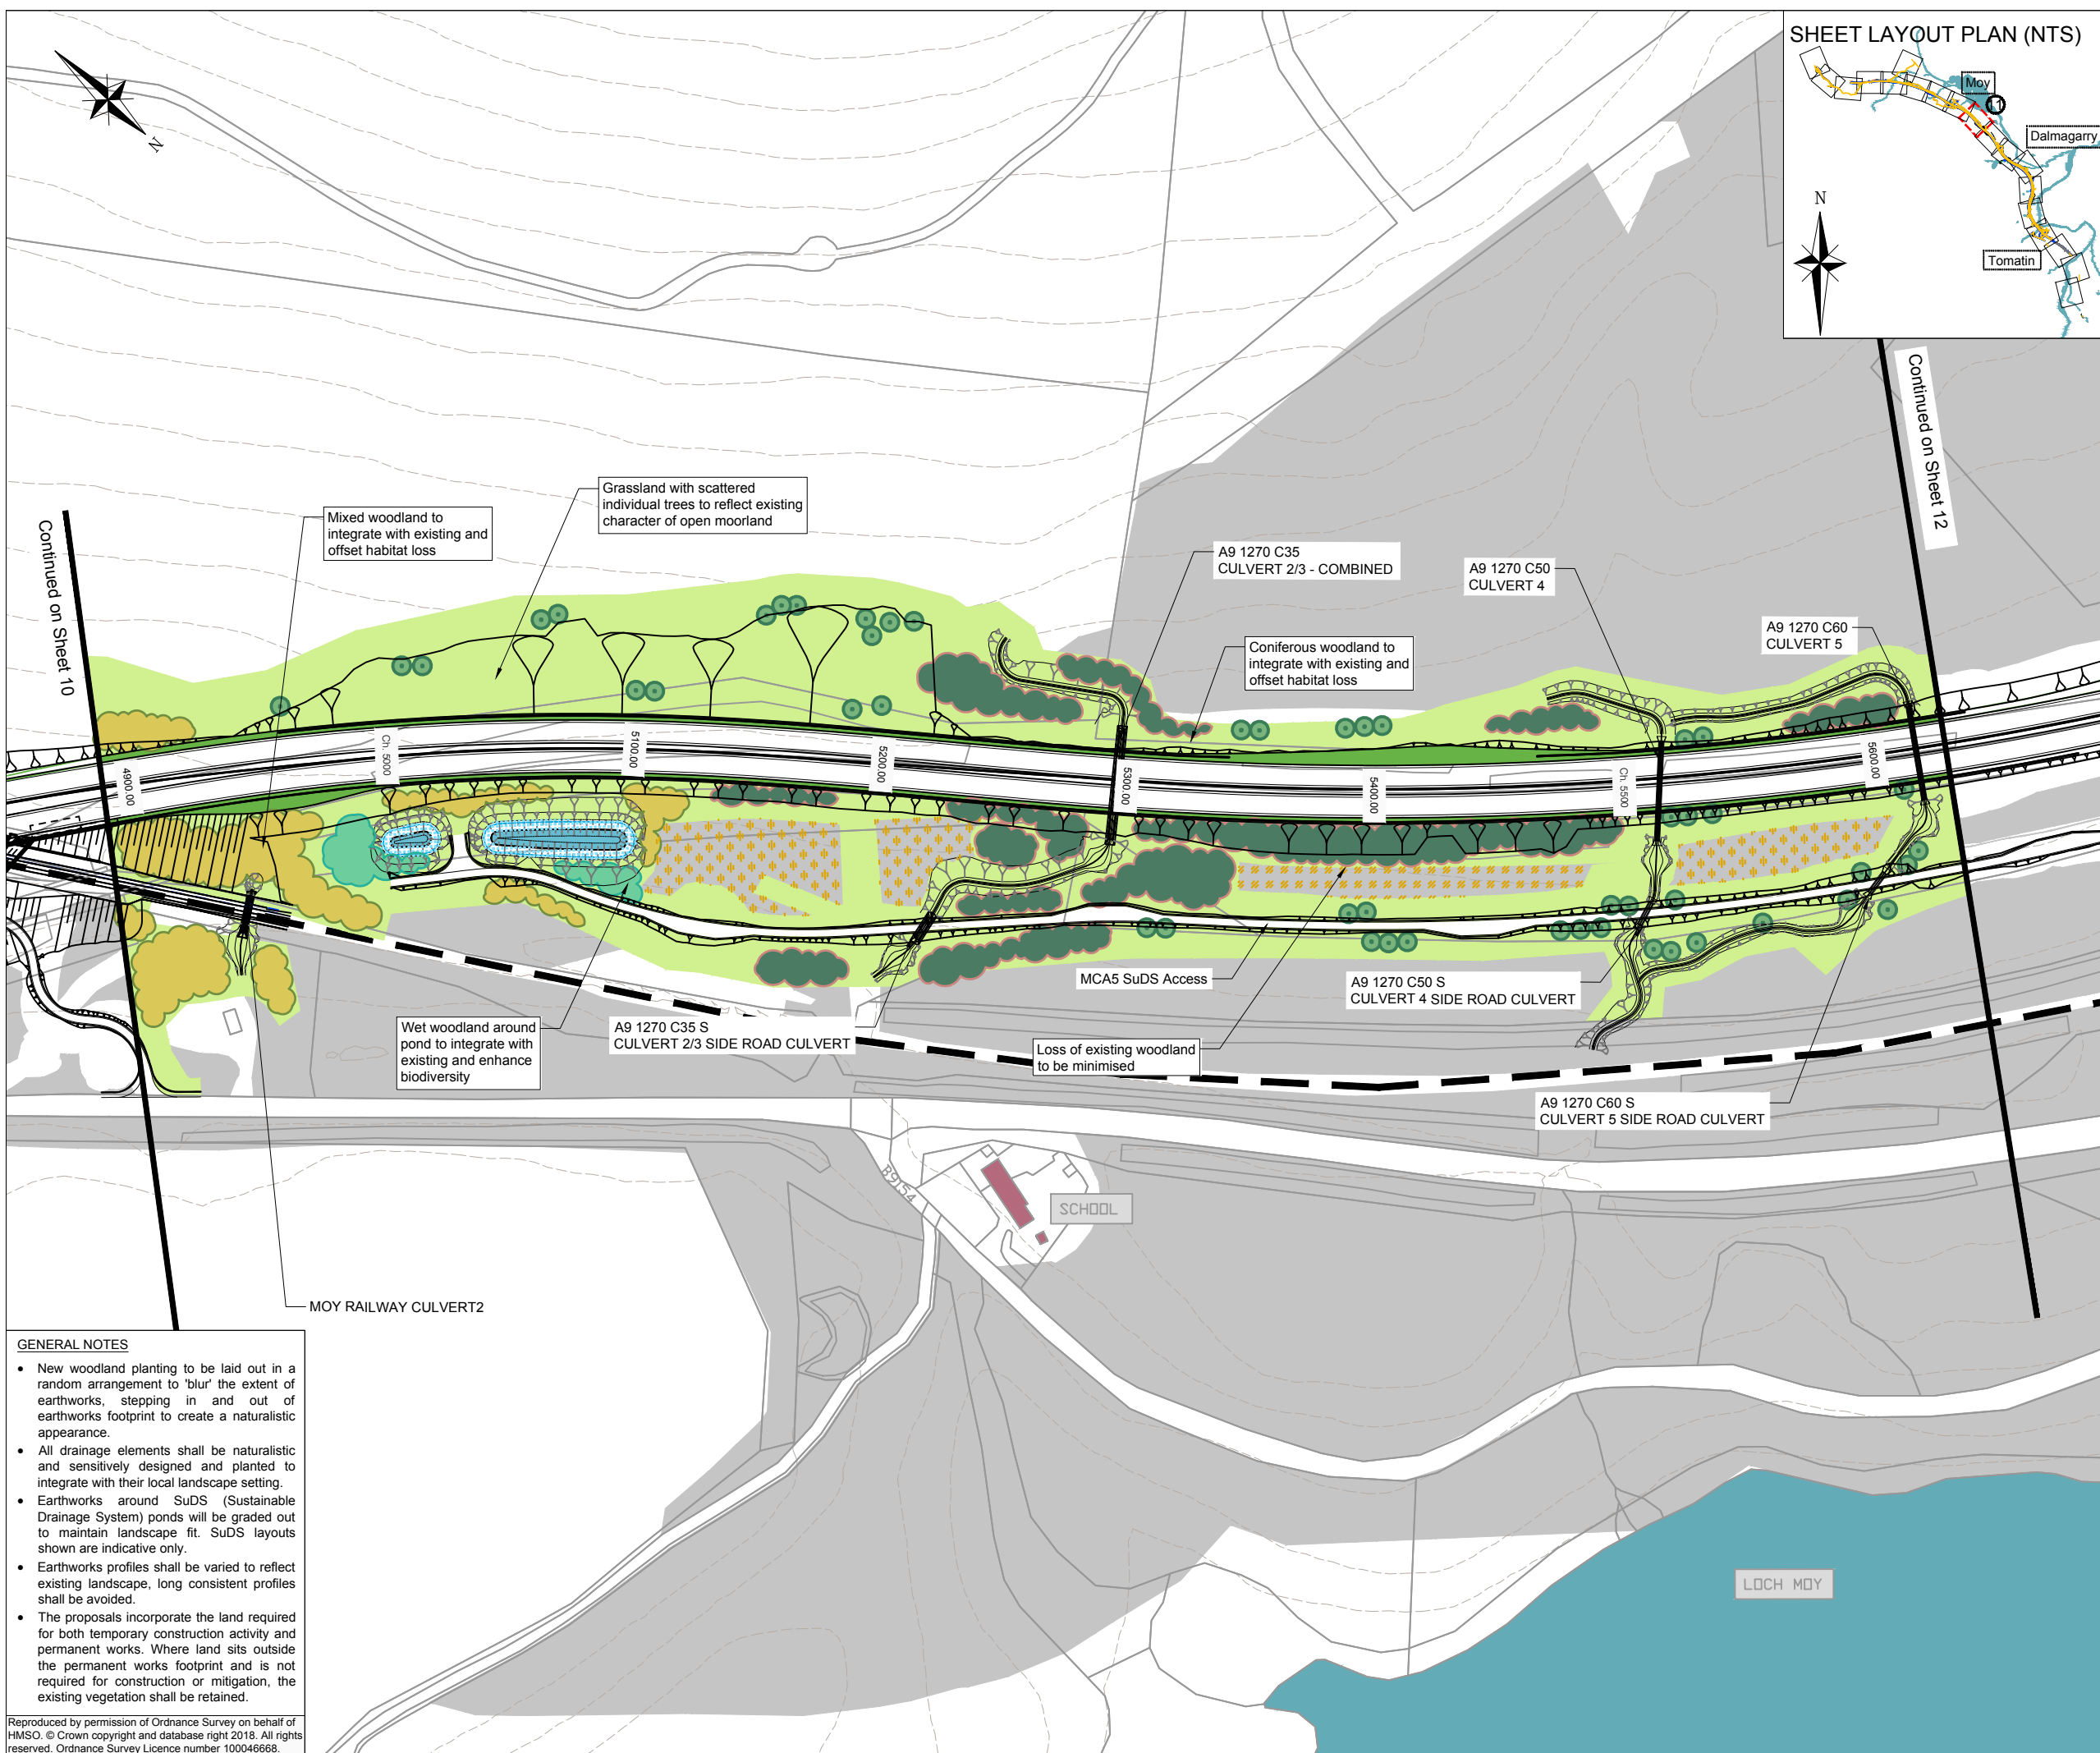 SHEET LAYOUT PLAN (NTS)
Moy
11
Dalmagarry
N
Tomatin
N
Continued on Sheet 10
Continued on Sheet 12
Mixed woodland to
integrate with existing and
offset habitat loss
Grassland with scattered
individual trees to reflect existing
character of open moorland
A9 1270 C35
CULVERT 2/3 - COMBINED
A9 1270 C50
CULVERT 4
A9 1270 C60
CULVERT 5
Coniferous woodland to
integrate with existing and
offset habitat loss
4900.00
Ch. 5000
5100.00
5200.00
5300.00
5400.00
Ch. 5500
5600.00
Wet woodland around
pond to integrate with
existing and enhance
biodiversity
A9 1270 C35 S
CULVERT 2/3 SIDE ROAD CULVERT
MCA5 SuDS Access
Loss of existing woodland
to be minimised
A9 1270 C50 S
CULVERT 4 SIDE ROAD CULVERT
A9 1270 C60 S
CULVERT 5 SIDE ROAD CULVERT
B9154
SCHOOL
LOCH MOY
MOY RAILWAY CULVERT2
GENERAL NOTES
• New woodland planting to be laid out in a
random arrangement to 'blur' the extent of
earthworks, stepping in and out of
earthworks footprint to create a naturalistic
appearance.
• All drainage elements shall be naturalistic
and sensitively designed and planted to
integrate with their local landscape setting.
• Earthworks around SuDS (Sustainable
Drainage System) ponds will be graded out
to maintain landscape fit. SuDS layouts
shown are indicative only.
• Earthworks profiles shall be varied to reflect
existing landscape, long consistent profiles
shall be avoided.
• The proposals incorporate the land required
for both temporary construction activity and
permanent works. Where land sits outside
the permanent works footprint and is not
required for construction or mitigation, the
existing vegetation shall be retained.
Reproduced by permission of Ordnance Survey on behalf of
HMSO. © Crown copyright and database right 2018. All rights
reserved. Ordnance Survey Licence number 100046668.